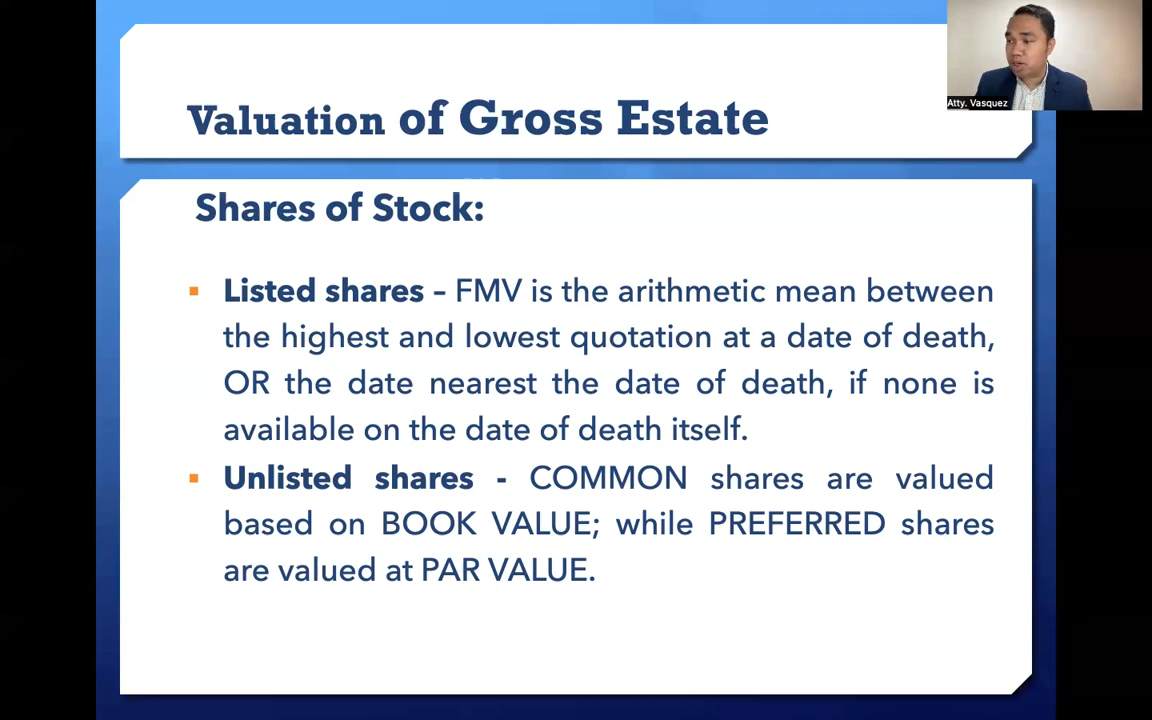 Atty. Vasquez
Valuation of Gross Estate
Shares of Stock:
▪ Listed shares – FMV is the arithmetic mean between
the highest and lowest quotation at a date of death,
OR the date nearest the date of death, if none is
available on the date of death itself.
▪ Unlisted shares - COMMON shares are valued
based on BOOK VALUE; while PREFERRED shares
are valued at PAR VALUE.